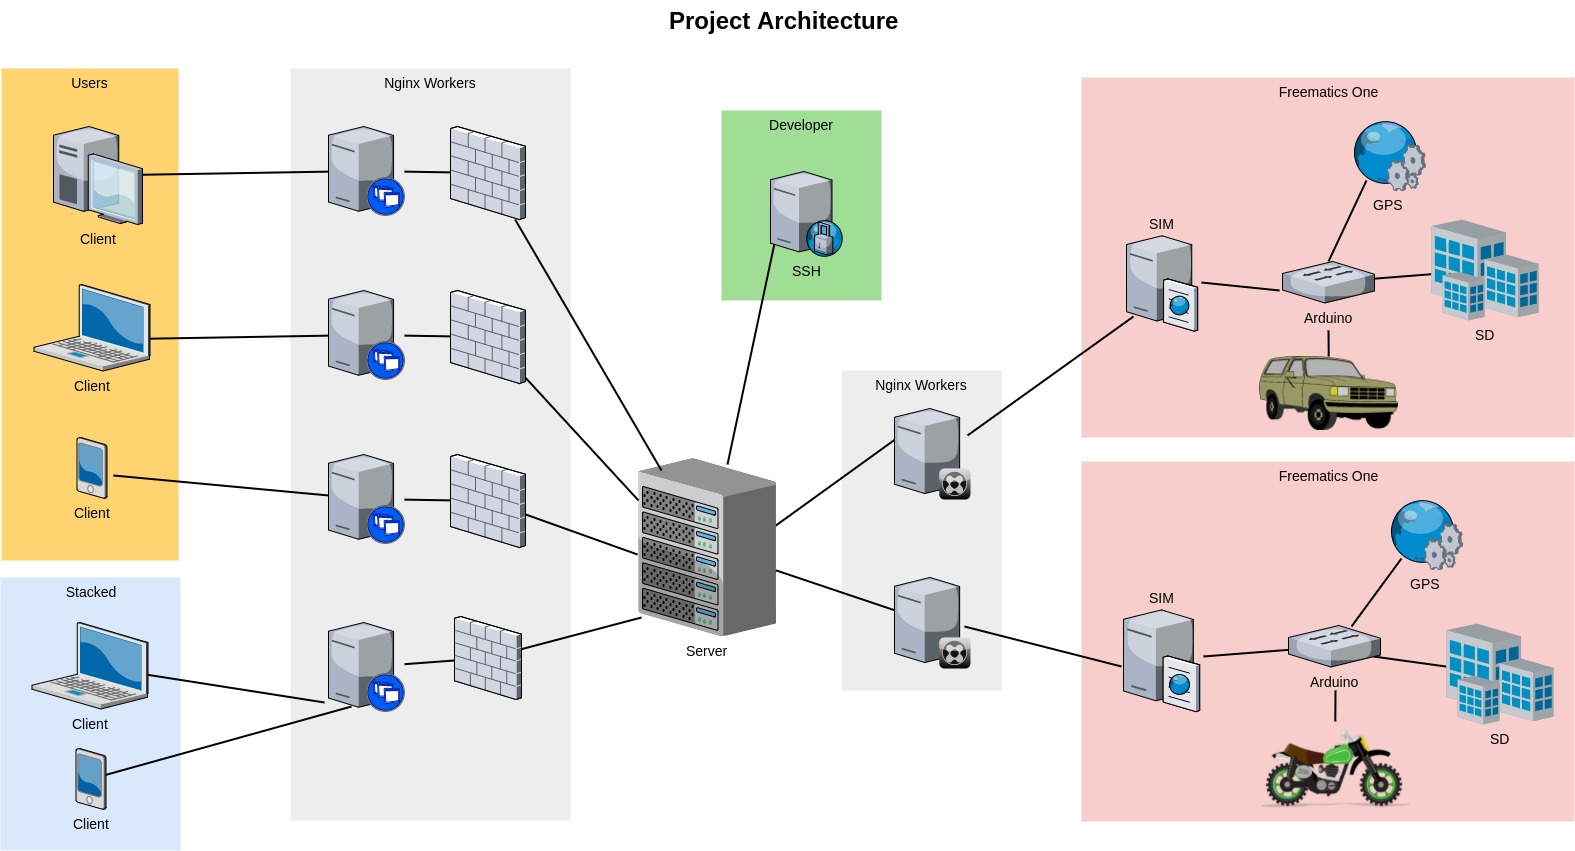 Project Architecture
Users
Client
Client
Client
Stacked
Client
Client
Nginx Workers
Server
Developer
SSH
Nginx Workers
Freematics One
GPS
SIM
Arduino
SD
Freematics One
GPS
SIM
Arduino
SD